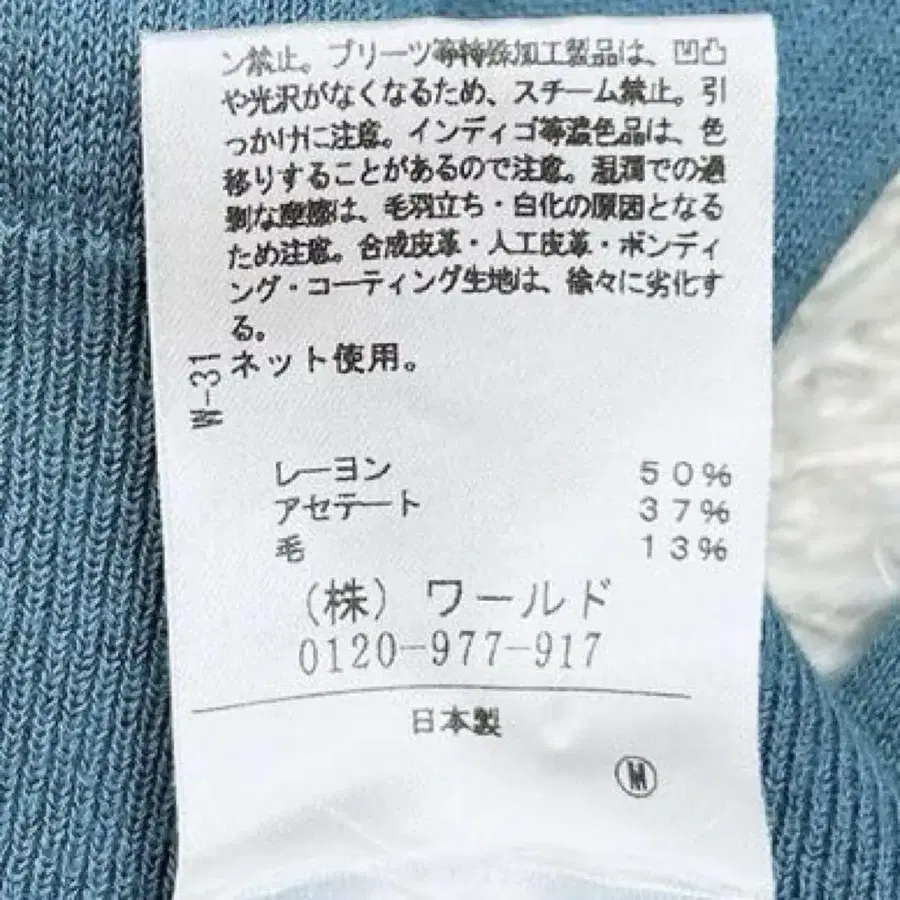 ン禁止。プリーツ等特殊加工製品は、凹凸
や光沢がなくなるため、スチーム禁止。引
っかけに注意。インディゴ等濃色品は、色
移りすることがあるので注意。湿潤での過
剰な摩擦は、毛羽立ち・白化の原因となる
ため注意。合成皮革・人工皮革・ボンディ
ング・コーティング生地は、徐々に劣化す
る。
ネット使用。
W-31
レーヨン 50%
アセテート 37%
毛 13%
（株）ワールド
0120-977-917
日本製
M